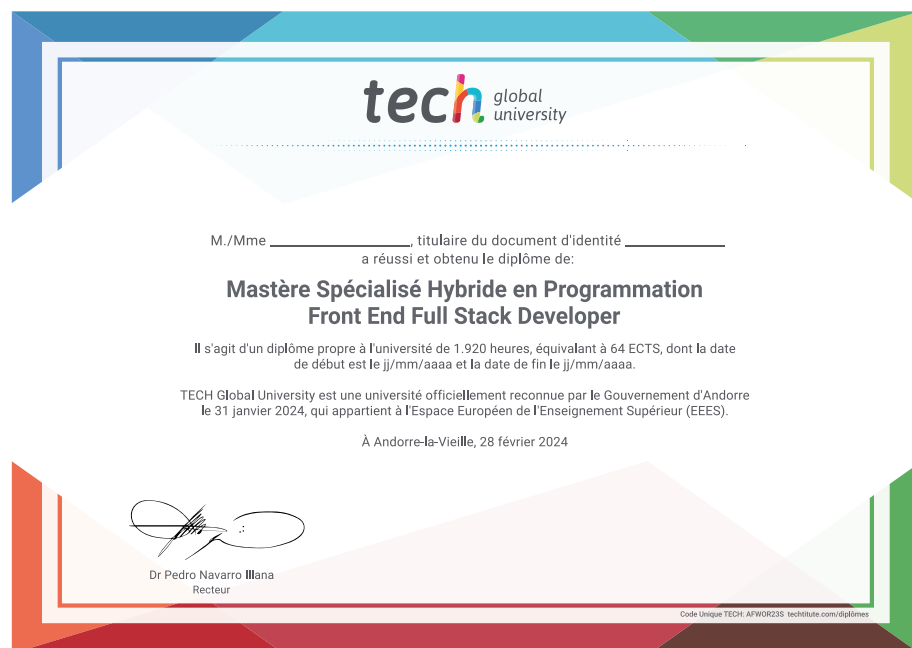 tech global
university
M./Mme ____________________, titulaire du document d'identité ______________
a réussi et obtenu le diplôme de:
Mastère Spécialisé Hybride en Programmation
Front End Full Stack Developer
Il s'agit d'un diplôme propre à l'université de 1.920 heures, équivalant à 64 ECTS, dont la date
de début est le jj/mm/aaaa et la date de fin le jj/mm/aaaa.
TECH Global University est une université officiellement reconnue par le Gouvernement d'Andorre
le 31 janvier 2024, qui appartient à l'Espace Européen de l'Enseignement Supérieur (EEES).
À Andorre-la-Vieille, 28 février 2024
Dr Pedro Navarro Illana
Recteur
Code Unique TECH: AFWOR23S techtitute.com/diplômes